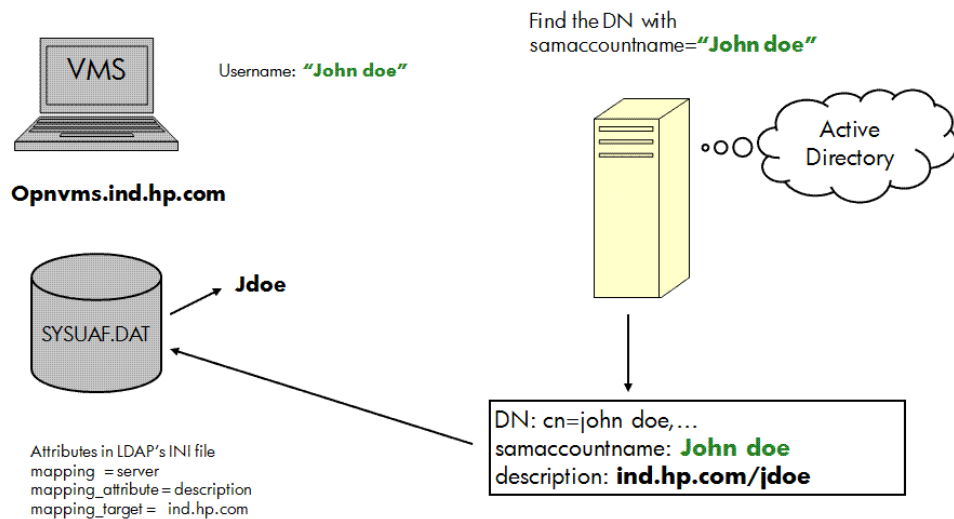 Find the DN with
samaccountname="John doe"
VMS
Username: "John doe"
Active
Directory
Opnvms.ind.hp.com
Jdoe
SYSUAF.DAT
DN: cn=john doe,...
samaccountname: John doe
description: ind.hp.com/jdoe
Attributes in LDAP's INI file
mapping = server
mapping_attribute = description
mapping_target = ind.hp.com